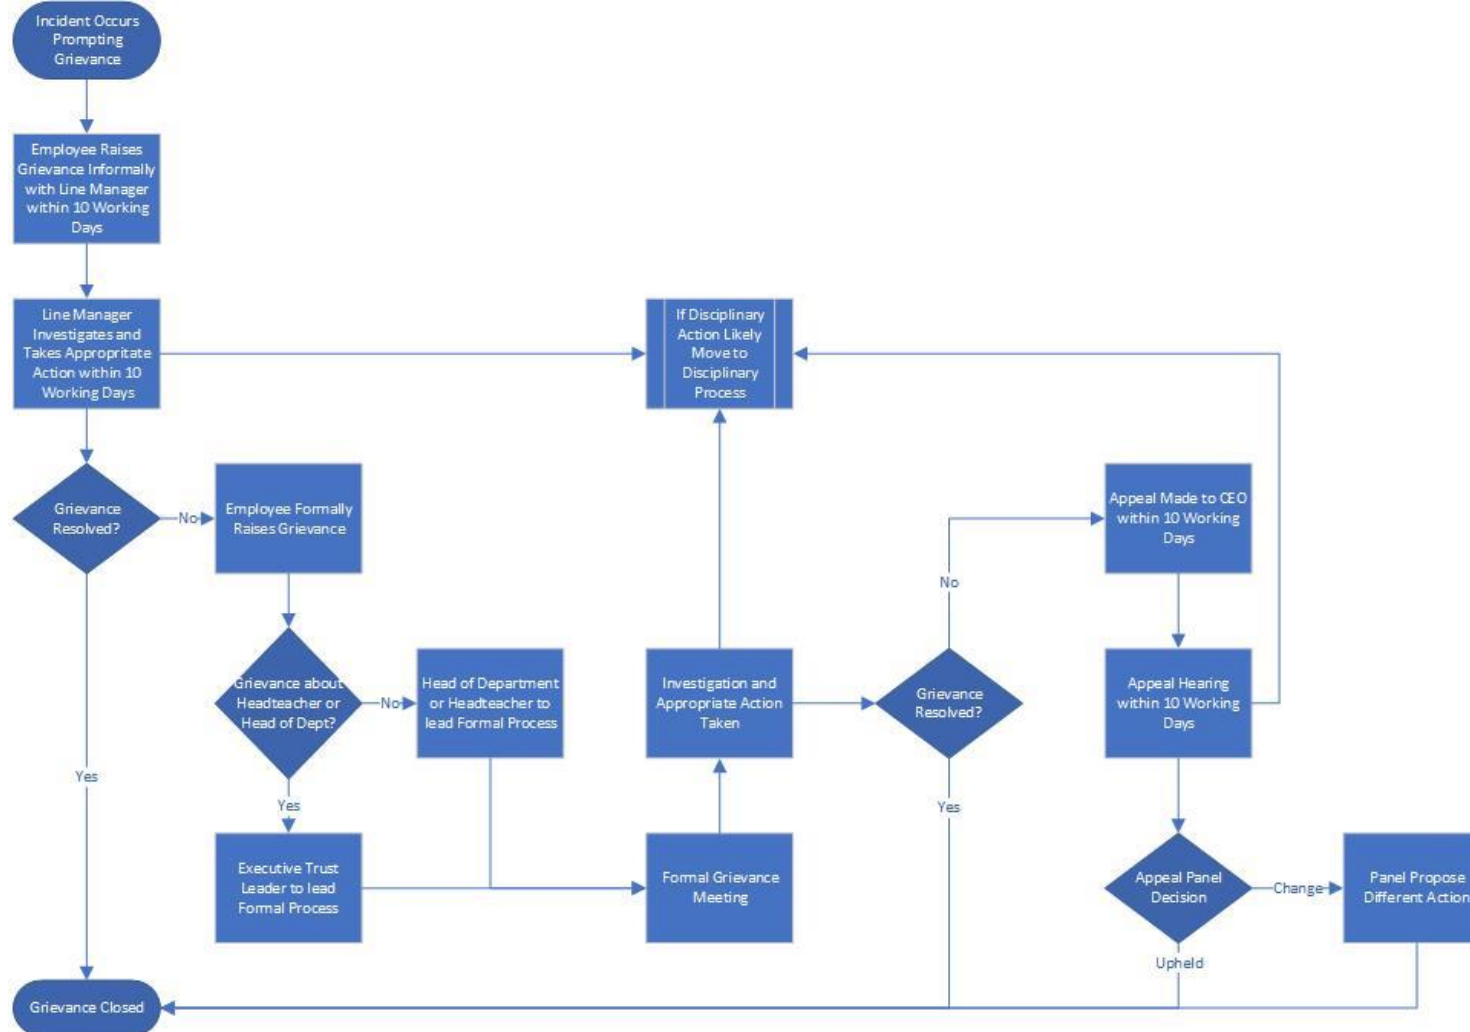 Incident Occurs
Prompting
Grievance
Employee Raises
Grievance Informally
with Line Manager
within 10 Working
Days
Line Manager
Investigates and
Takes Appropritate
Action within 10
Working Days
If Disciplinary
Action Likely
Move to
Disciplinary
Process
Grievance
Resolved?
No
Employee Formally
Raises Grievance
Appeal Made to CEO
within 10 Working
Days
No
Grievance about
Headteacher or
Head of Dept?
No
Head of Department
or Headteacher to
lead Formal Process
Investigation and
Appropriate Action
Taken
Grievance
Resolved?
Appeal Hearing
within 10 Working
Days
Yes
Yes
Yes
Executive Trust
Leader to lead
Formal Process
Formal Grievance
Meeting
Appeal Panel
Decision
Change
Panel Propose
Different Action
Upheld
Grievance Closed